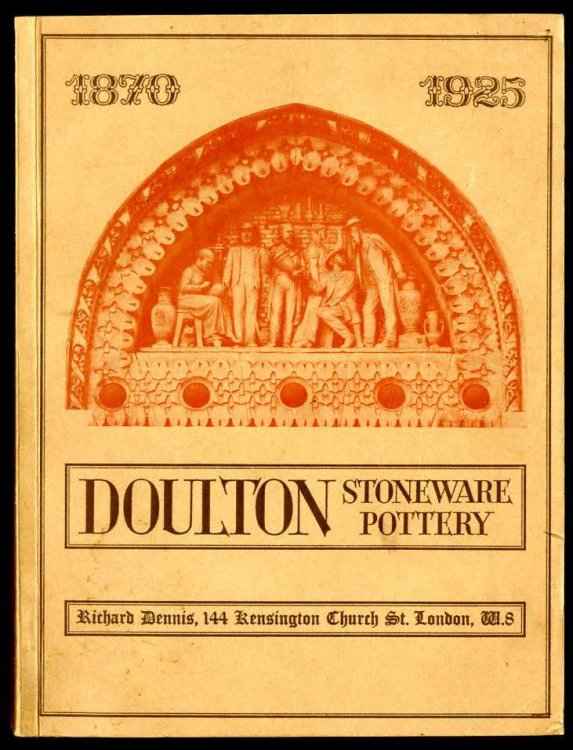 1870 1925
DOULTON STONEWARE POTTERY
Richard Dennis, 144 Kensington Church St. London, W.8